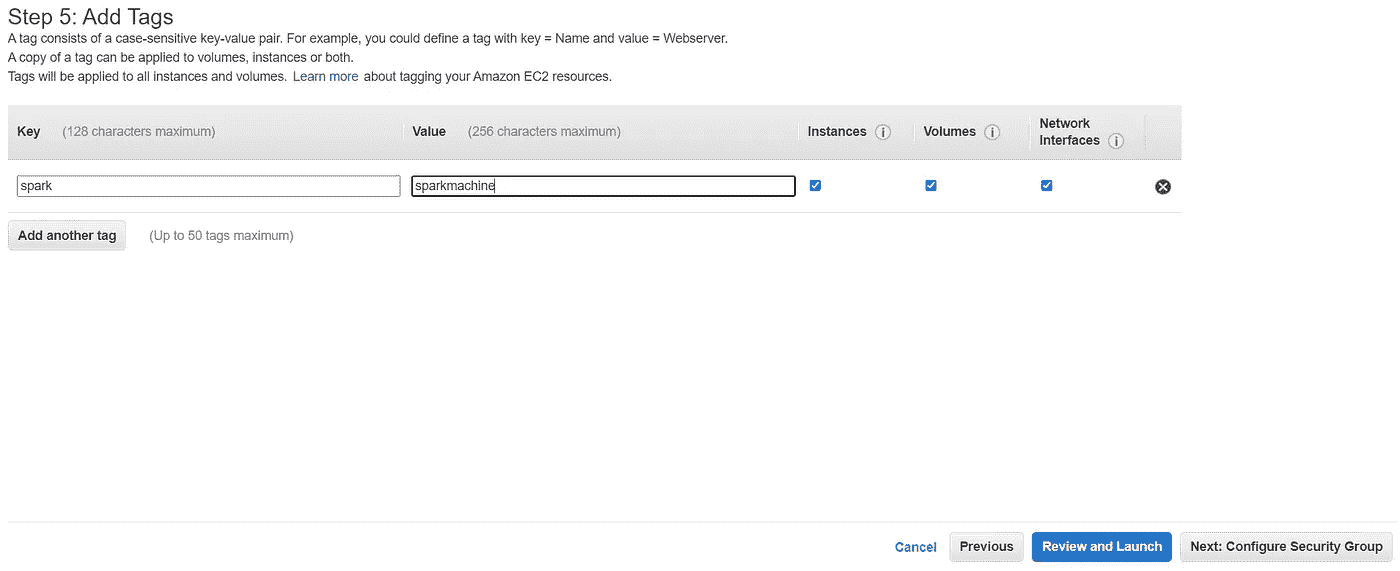 Step 5: Add Tags
A tag consists of a case-sensitive key-value pair. For example, you could define a tag with key = Name and value = Webserver.
A copy of a tag can be applied to volumes, instances or both.
Tags will be applied to all instances and volumes. Learn more about tagging your Amazon EC2 resources.
Key (128 characters maximum) Value (256 characters maximum) Instances i Volumes i Network Interfaces i
spark sparkmachine
Add another tag (Up to 50 tags maximum)
Cancel Previous Review and Launch Next: Configure Security Group